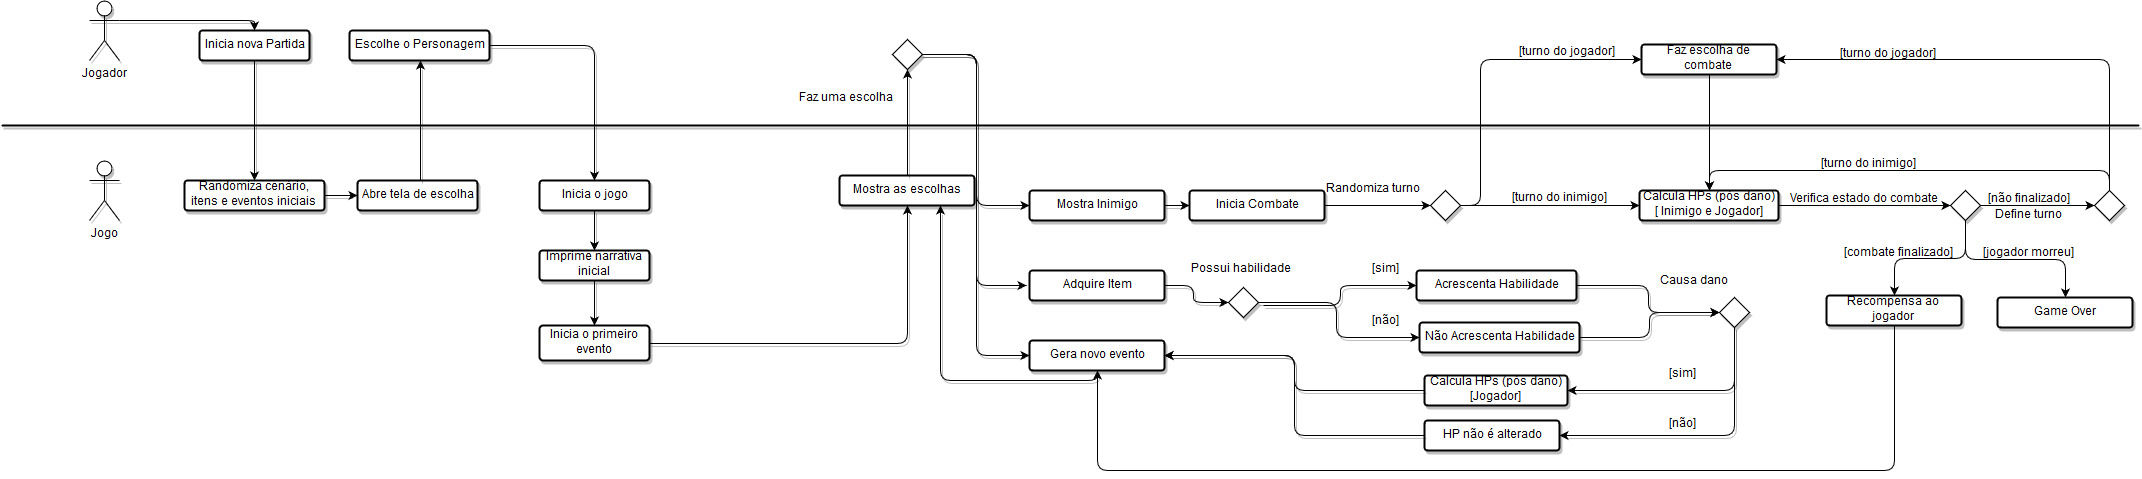 Jogador
Inicia nova Partida
Escolhe o Personagem
Faz uma escolha
[turno do jogador]
Faz escolha de
combate
[turno do jogador]
Jogo
Randomiza cenário,
itens e eventos iniciais
Abre tela de escolha
Inicia o jogo
Imprime narrativa
inicial
Inicia o primeiro
evento
Mostra as escolhas
Mostra Inimigo
Inicia Combate
Randomiza turno
[turno do inimigo]
[turno do inimigo]
Calcula HPs (pós dano)
[ Inimigo e Jogador]
Verifica estado do combate
[não finalizado]
Define turno
[combate finalizado]
[jogador morreu]
Recompensa ao
jogador
Game Over
Adquire Item
Possui habilidade
[sim]
Acrescenta Habilidade
[não]
Não Acrescenta Habilidade
Causa dano
Gera novo evento
[sim]
Calcula HPs (pós dano)
[Jogador]
[não]
HP não é alterado